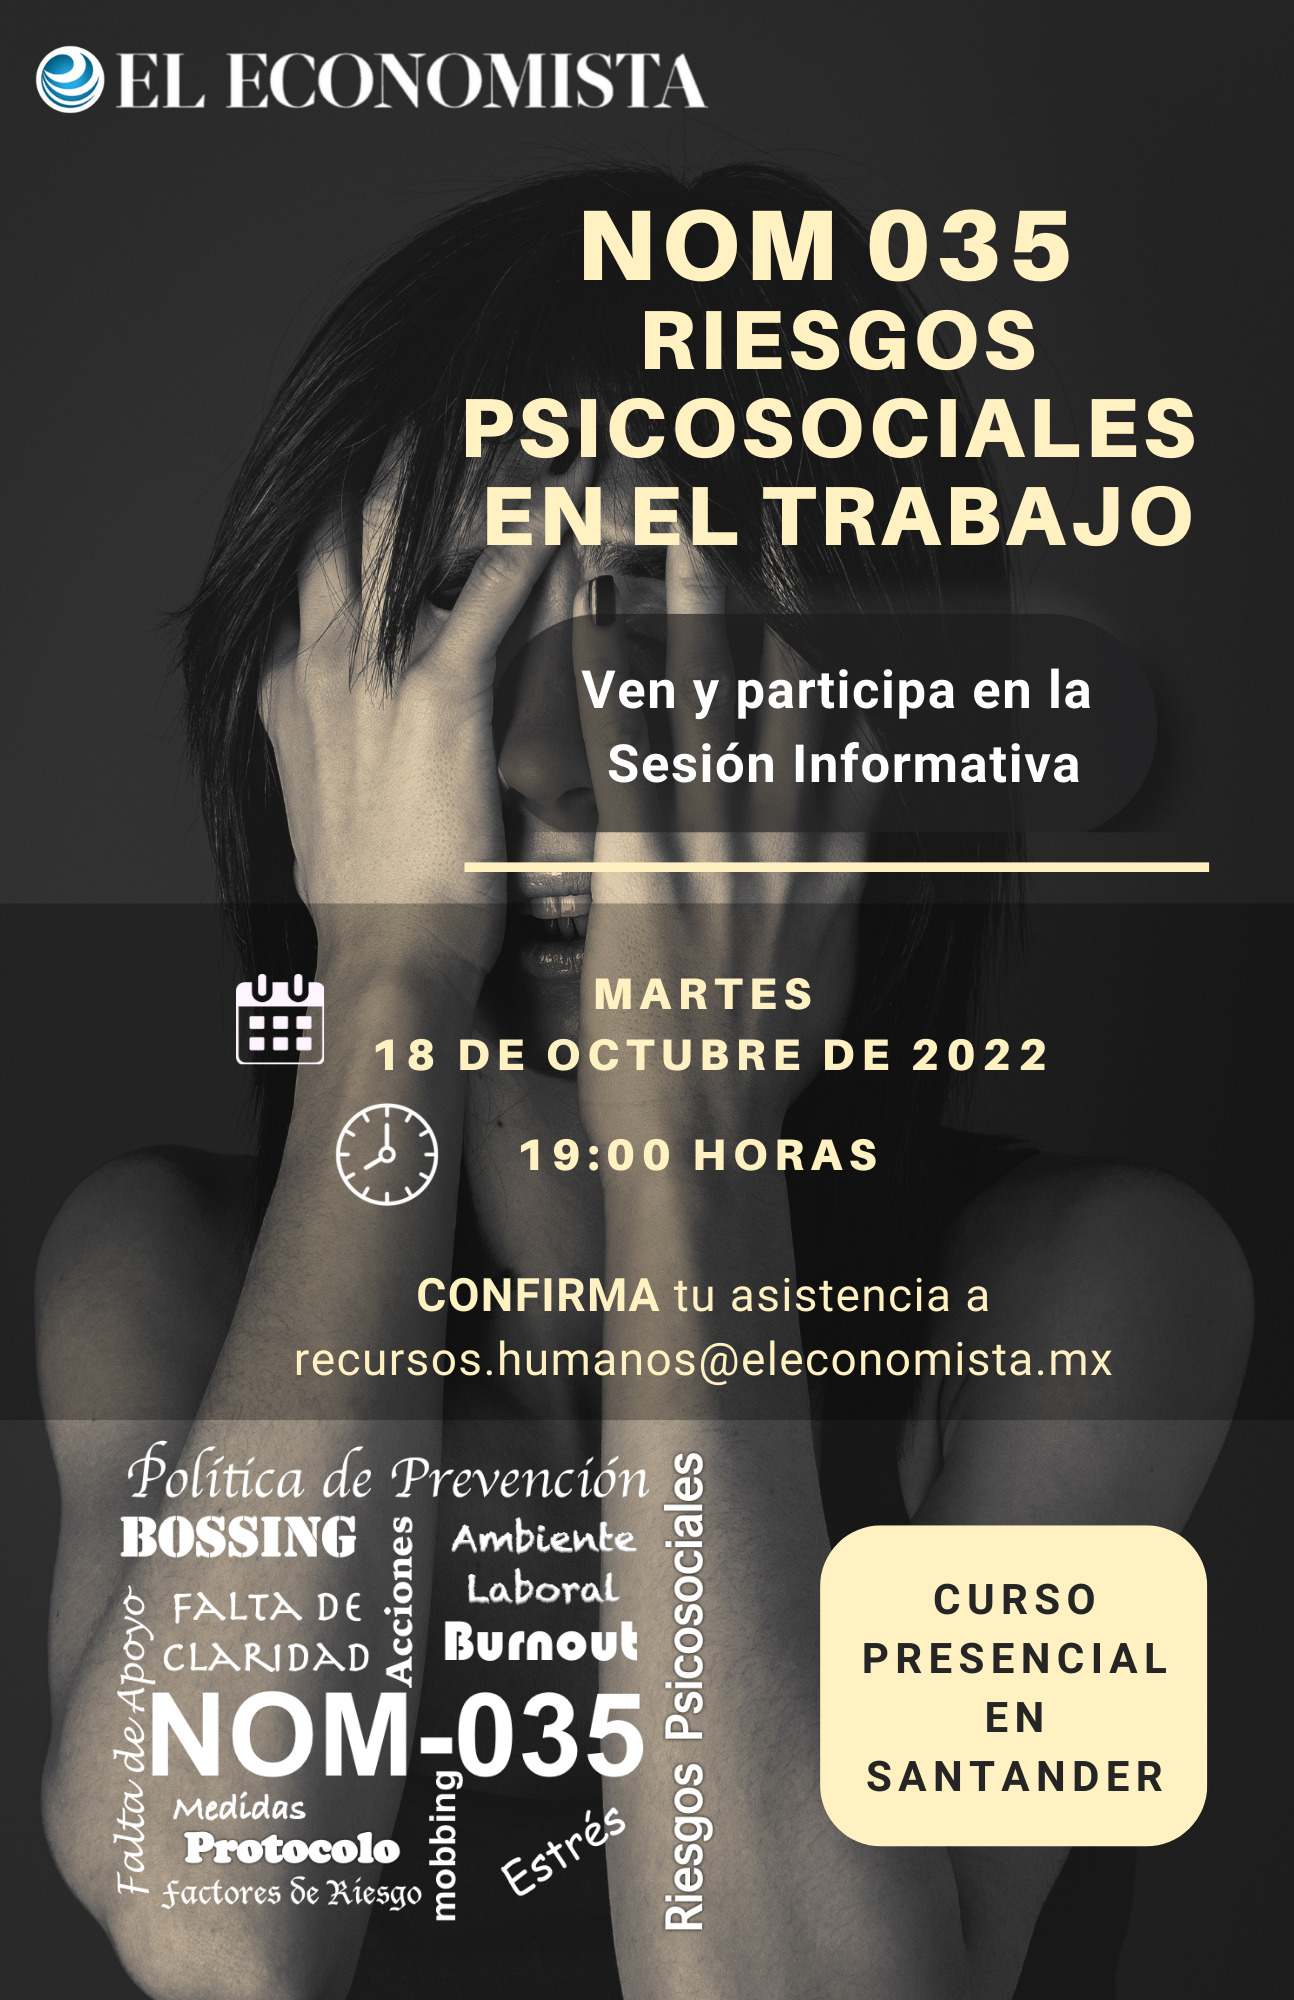 EL ECONOMISTA
NOM 035
RIESGOS
PSICOSOCIALES
EN EL TRABAJO
Ven y participa en la
Sesión Informativa
MARTES
18 DE OCTUBRE DE 2022
19:00 HORAS
CONFIRMA tu asistencia a
recursos.humanos@eleconomista.mx
Política de Prevención
BOSSING
FALTA DE
CLARIDAD
Acciones
Ambiente
Laboral
Burnout
Falta de Apoyo
NOM-035
Medidas
Protocolo
Factores de Riesgo
mobbing
Estrés
Riesgos Psicosociales
CURSO
PRESENCIAL
EN
SANTANDER